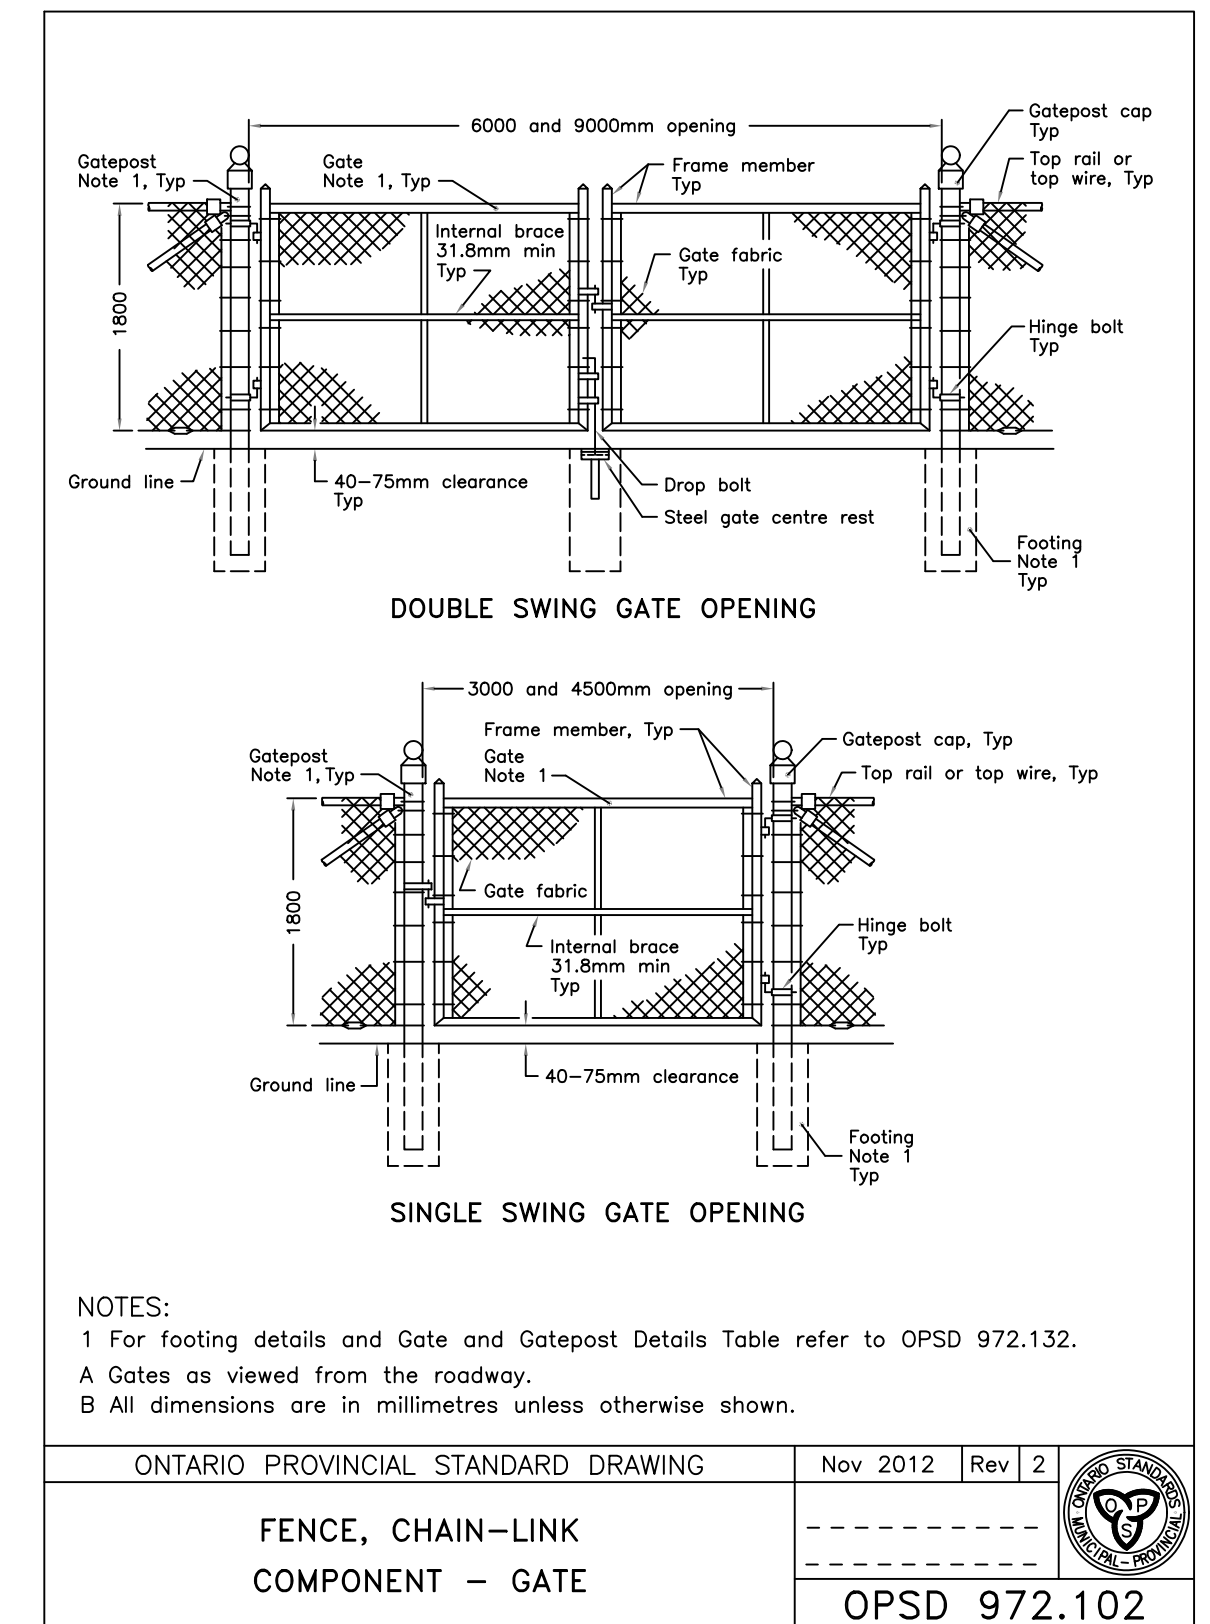 6000 and 9000mm opening
Gatepost cap
Typ
Gatepost
Note 1, Typ
Gate
Note 1, Typ
Frame member
Typ
Top rail or
top wire, Typ
Internal brace
31.8mm min
Typ
Gate fabric
Typ
1800
Hinge bolt
Typ
Ground line
40-75mm clearance
Typ
Drop bolt
Steel gate centre rest
Footing
Note 1
Typ
DOUBLE SWING GATE OPENING
3000 and 4500mm opening
Frame member, Typ
Gatepost cap, Typ
Gatepost
Note 1, Typ
Gate
Note 1
Top rail or top wire, Typ
Gate fabric
1800
Hinge bolt
Typ
Internal brace
31.8mm min
Typ
Ground line
40-75mm clearance
Footing
Note 1
Typ
SINGLE SWING GATE OPENING
NOTES:
1 For footing details and Gate and Gatepost Details Table refer to OPSD 972.132.
A Gates as viewed from the roadway.
B All dimensions are in millimetres unless otherwise shown.
ONTARIO PROVINCIAL STANDARD DRAWING
Nov 2012 Rev 2
ONTARIO STANDARDS
MUNICIPAL-PROVINCIAL
O P S
FENCE, CHAIN-LINK
COMPONENT - GATE
OPSD 972.102